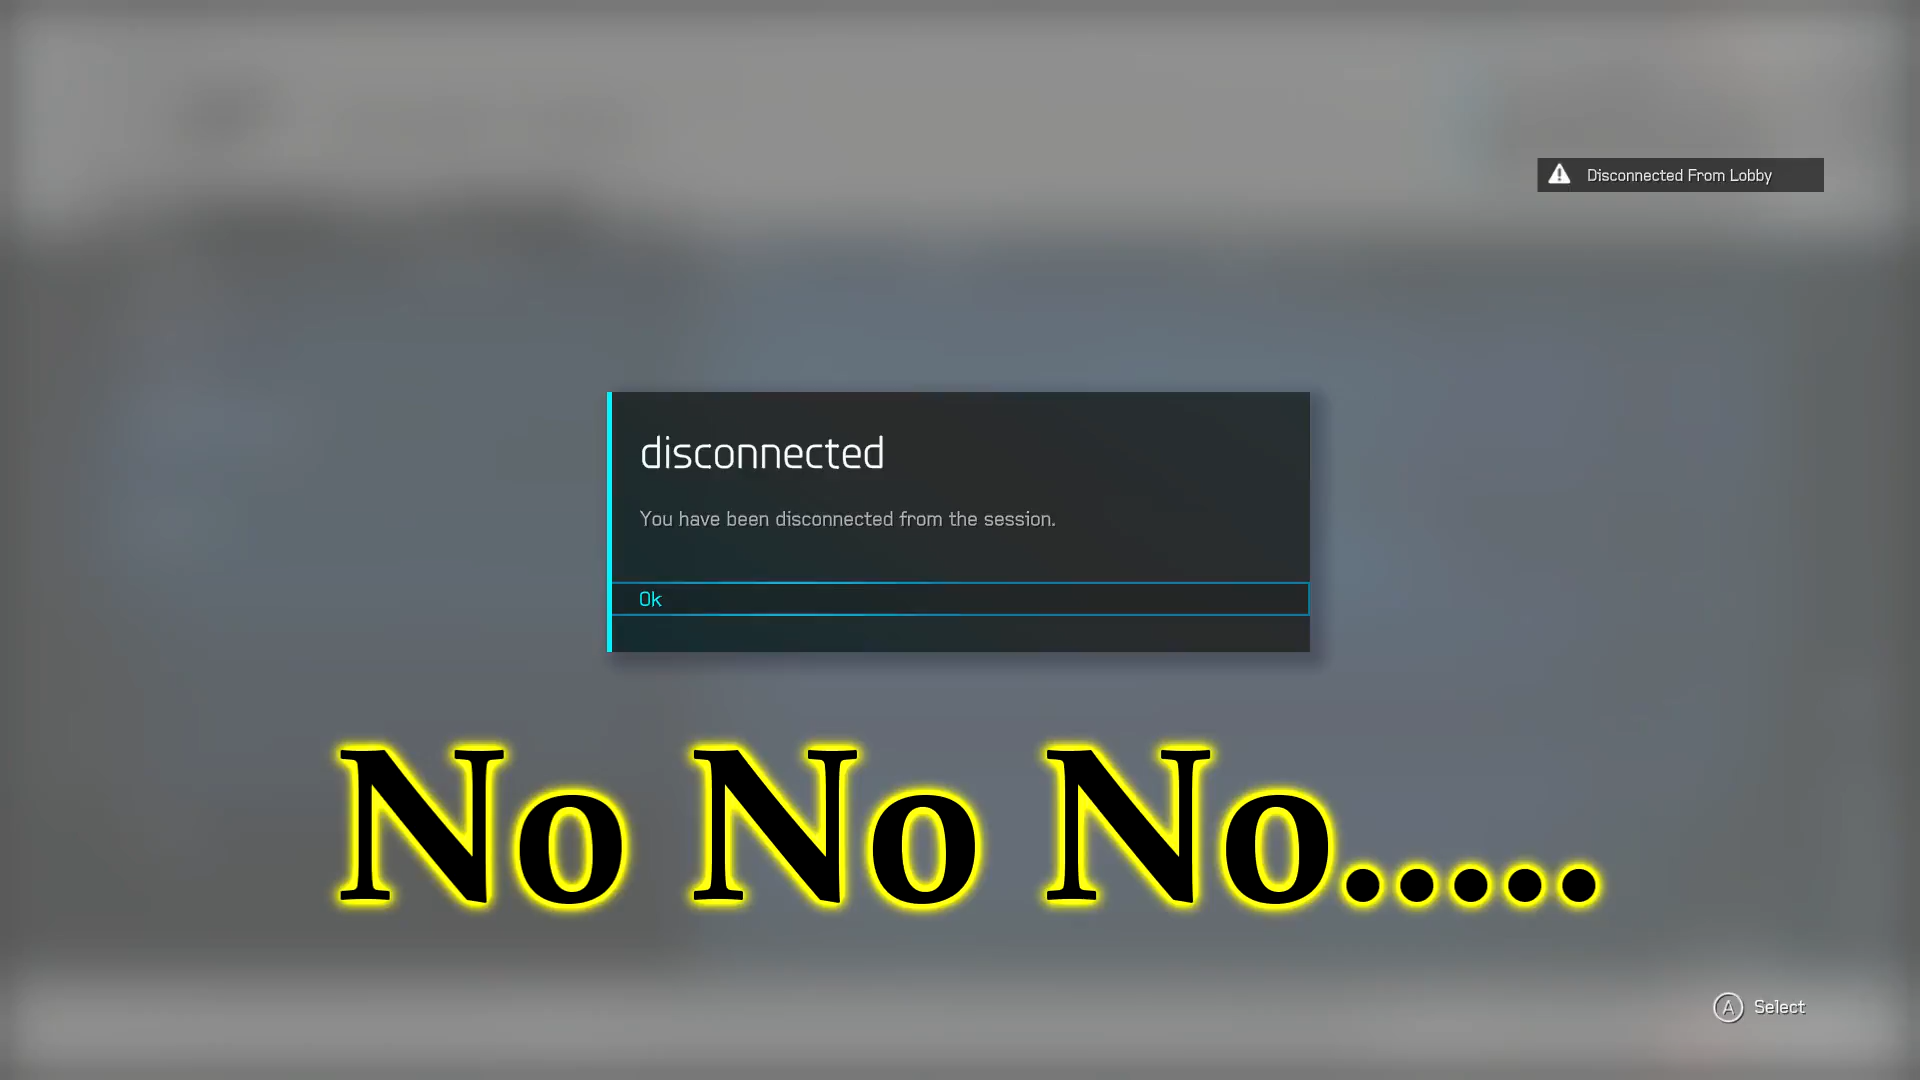 Disconnected From Lobby
disconnected
You have been disconnected from the session.
Ok
No No No.....
A Select